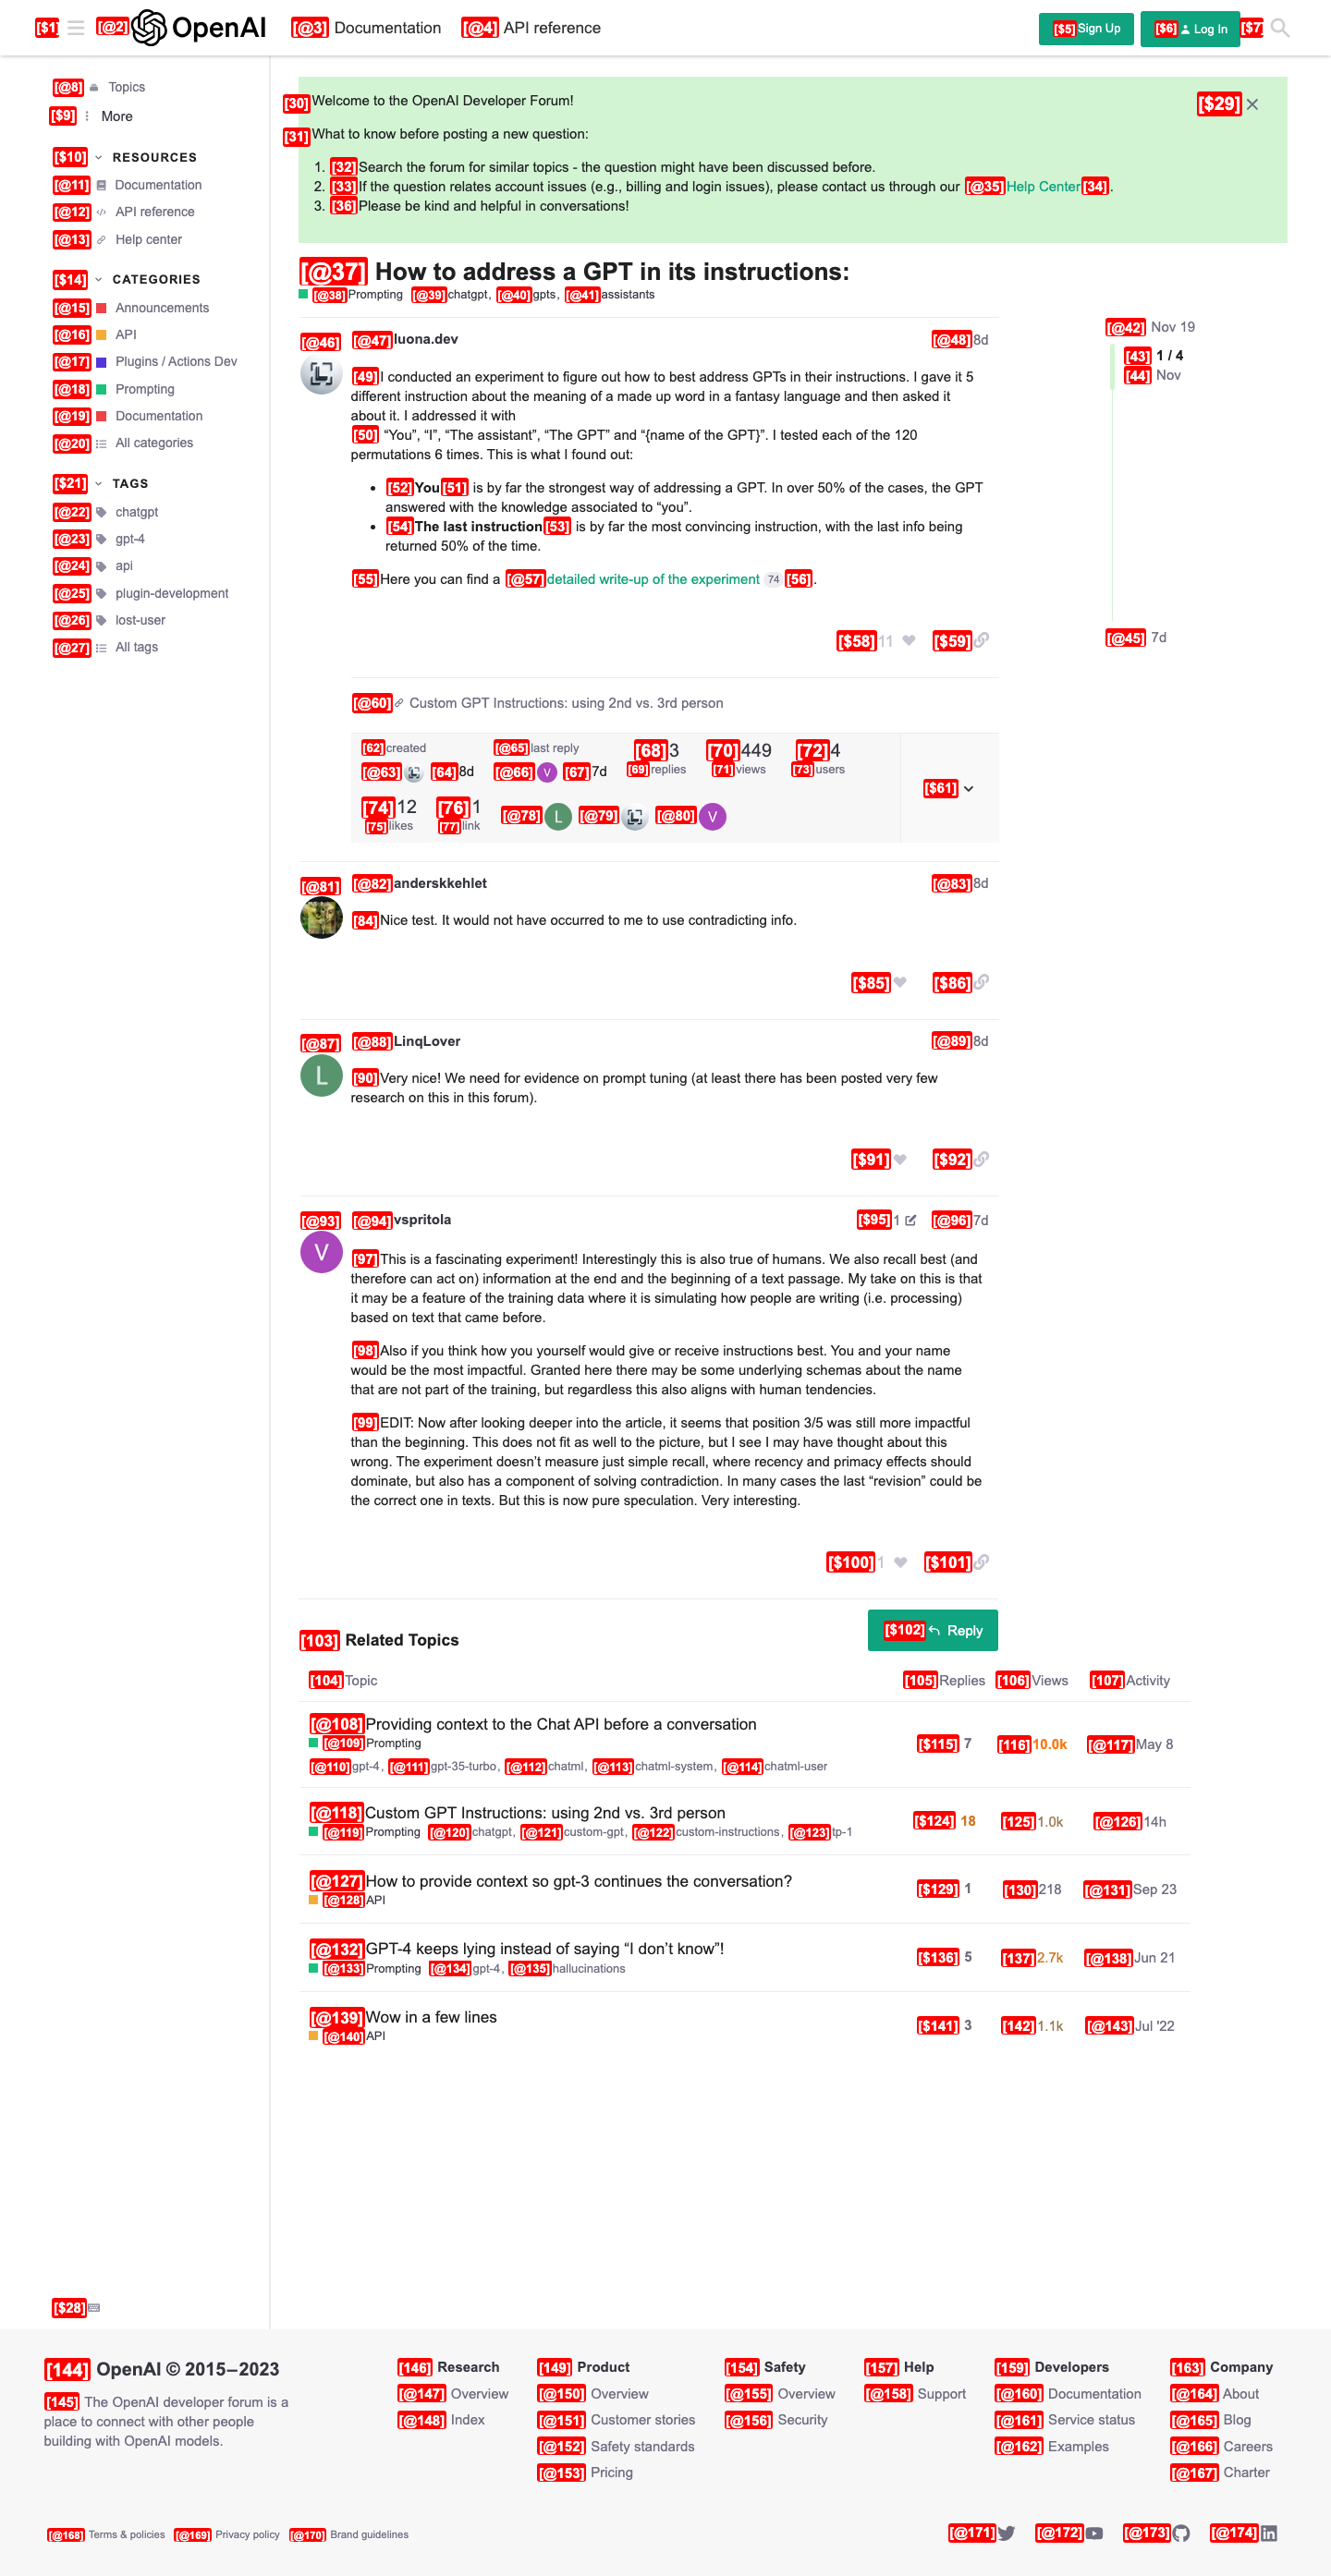 [$1] [@2] OpenAI [@3] Documentation [@4] API reference [$5] Sign Up [$6] Log In [$7]
[@8] Topics
[$9] More
[$10] RESOURCES
[@11] Documentation
[@12] API reference
[@13] Help center
[$14] CATEGORIES
[@15] Announcements
[@16] API
[@17] Plugins / Actions Dev
[@18] Prompting
[@19] Documentation
[@20] All categories
[$21] TAGS
[@22] chatgpt
[@23] gpt-4
[@24] api
[@25] plugin-development
[@26] lost-user
[@27] All tags
[$28]
[$29]
[30]Welcome to the OpenAI Developer Forum!
[31]What to know before posting a new question:
1. [32]Search the forum for similar topics - the question might have been discussed before.
2. [33]If the question relates account issues (e.g., billing and login issues), please contact us through our [@35]Help Center[34].
3. [36]Please be kind and helpful in conversations!
[@37] How to address a GPT in its instructions:
[@38]Prompting [@39]chatgpt, [@40]gpts, [@41]assistants
[@42] Nov 19
[43] 1 / 4
[44] Nov
[@45] 7d
[@46] [@47]luona.dev [@48]8d
[49]I conducted an experiment to figure out how to best address GPTs in their instructions. I gave it 5
different instruction about the meaning of a made up word in a fantasy language and then asked it
about it. I addressed it with
[50] “You”, “I”, “The assistant”, “The GPT” and “{name of the GPT}”. I tested each of the 120
permutations 6 times. This is what I found out:
• [52]You[51] is by far the strongest way of addressing a GPT. In over 50% of the cases, the GPT
answered with the knowledge associated to “you”.
• [54]The last instruction[53] is by far the most convincing instruction, with the last info being
returned 50% of the time.
[55]Here you can find a [@57]detailed write-up of the experiment 74 [56].
[$58]11 [$59]
[@60] Custom GPT Instructions: using 2nd vs. 3rd person
[62]created [@65]last reply [68]3 [70]449 [72]4
[@63] [64]8d [@66] V [67]7d [69]replies [71]views [73]users
[$61]
[74]12 [76]1 [@78] L [@79] [@80] V
[75]likes [77]link
[@81] [@82]anderskkehlet [@83]8d
[84]Nice test. It would not have occurred to me to use contradicting info.
[$85] [$86]
[@87] [@88]LinqLover [@89]8d
L
[90]Very nice! We need for evidence on prompt tuning (at least there has been posted very few
research on this in this forum).
[$91] [$92]
[@93] [@94]vspritola [$95]1 [@96]7d
V
[97]This is a fascinating experiment! Interestingly this is also true of humans. We also recall best (and
therefore can act on) information at the end and the beginning of a text passage. My take on this is that
it may be a feature of the training data where it is simulating how people are writing (i.e. processing)
based on text that came before.
[98]Also if you think how you yourself would give or receive instructions best. You and your name
would be the most impactful. Granted here there may be some underlying schemas about the name
that are not part of the training, but regardless this also aligns with human tendencies.
[99]EDIT: Now after looking deeper into the article, it seems that position 3/5 was still more impactful
than the beginning. This does not fit as well to the picture, but I see I may have thought about this
wrong. The experiment doesn’t measure just simple recall, where recency and primacy effects should
dominate, but also has a component of solving contradiction. In many cases the last “revision” could be
the correct one in texts. But this is now pure speculation. Very interesting.
[$100]1 [$101]
[$102] Reply
[103] Related Topics
[104]Topic [105]Replies [106]Views [107]Activity
[@108]Providing context to the Chat API before a conversation
[@109]Prompting
[@110]gpt-4, [@111]gpt-35-turbo, [@112]chatml, [@113]chatml-system, [@114]chatml-user
[$115] 7 [116]10.0k [@117]May 8
[@118]Custom GPT Instructions: using 2nd vs. 3rd person
[@119]Prompting [@120]chatgpt, [@121]custom-gpt, [@122]custom-instructions, [@123]tp-1
[$124] 18 [125]1.0k [@126]14h
[@127]How to provide context so gpt-3 continues the conversation?
[@128]API
[$129] 1 [130]218 [@131]Sep 23
[@132]GPT-4 keeps lying instead of saying “I don’t know”!
[@133]Prompting [@134]gpt-4, [@135]hallucinations
[$136] 5 [137]2.7k [@138]Jun 21
[@139]Wow in a few lines
[@140]API
[$141] 3 [142]1.1k [@143]Jul '22
[144] OpenAI © 2015–2023
[145] The OpenAI developer forum is a
place to connect with other people
building with OpenAI models.
[146] Research
[@147] Overview
[@148] Index
[149] Product
[@150] Overview
[@151] Customer stories
[@152] Safety standards
[@153] Pricing
[154] Safety
[@155] Overview
[@156] Security
[157] Help
[@158] Support
[159] Developers
[@160] Documentation
[@161] Service status
[@162] Examples
[163] Company
[@164] About
[@165] Blog
[@166] Careers
[@167] Charter
[@168] Terms & policies [@169] Privacy policy [@170] Brand guidelines
[@171] [@172] [@173] [@174]